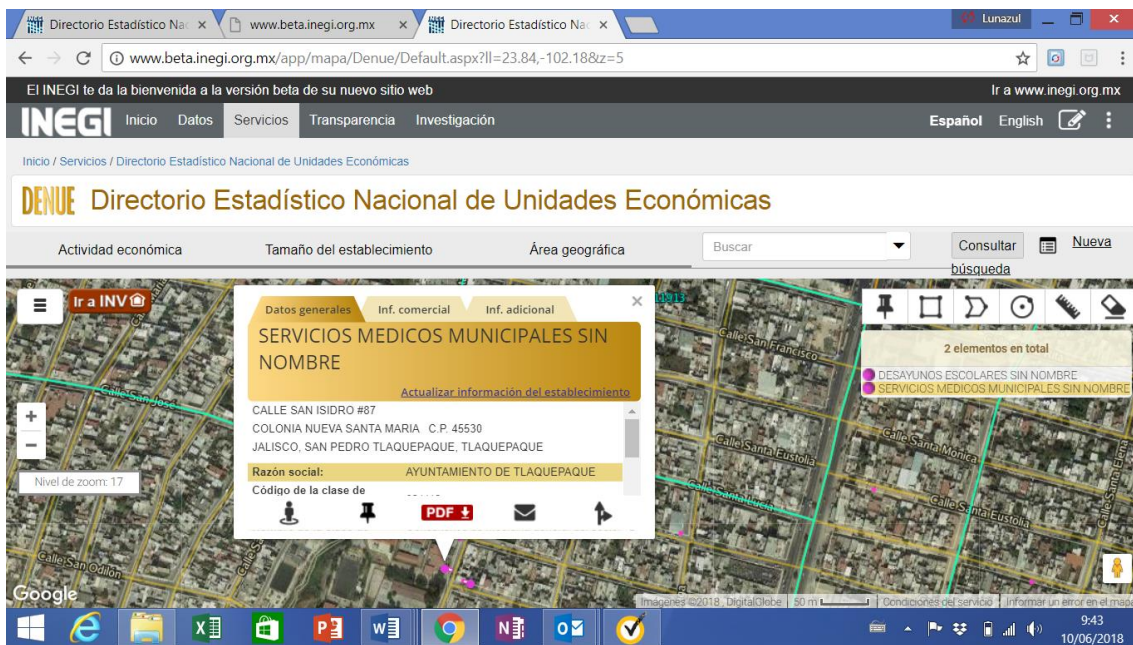 Directorio Estadístico Nac
www.beta.inegi.org.mx
Directorio Estadístico Nac
Lunazul
www.beta.inegi.org.mx/app/mapa/Denue/Default.aspx?ll=23.84,-102.18&z=5
El INEGI te da la bienvenida a la versión beta de su nuevo sitio web
Ir a www.inegi.org.mx
INEGI Inicio Datos Servicios Transparencia Investigación Español English
Inicio / Servicios / Directorio Estadístico Nacional de Unidades Económicas
DENUE Directorio Estadístico Nacional de Unidades Económicas
Actividad económica Tamaño del establecimiento Área geográfica Buscar Consultar Nueva
búsqueda
Ir a INV
Datos generales Inf. comercial Inf. adicional
SERVICIOS MEDICOS MUNICIPALES SIN
NOMBRE
Actualizar información del establecimiento
CALLE SAN ISIDRO #87
COLONIA NUEVA SANTA MARIA C.P. 45530
JALISCO, SAN PEDRO TLAQUEPAQUE, TLAQUEPAQUE
Razón social: AYUNTAMIENTO DE TLAQUEPAQUE
Código de la clase de
PDF
2 elementos en total
DESAYUNOS ESCOLARES SIN NOMBRE
SERVICIOS MEDICOS MUNICIPALES SIN NOMBRE
Calle San Francisco
Calle San José
Calle Santa Eustolia
Calle Santa Mónica
Calle Santa Lucía
Calle Santa Eustolia
Calle Santa Elena
Calle San Odilón
Nivel de zoom: 17
Google
Imágenes ©2018, DigitalGlobe 50 m Condiciones del servicio Informar un error en el mapa
9:43
10/06/2018